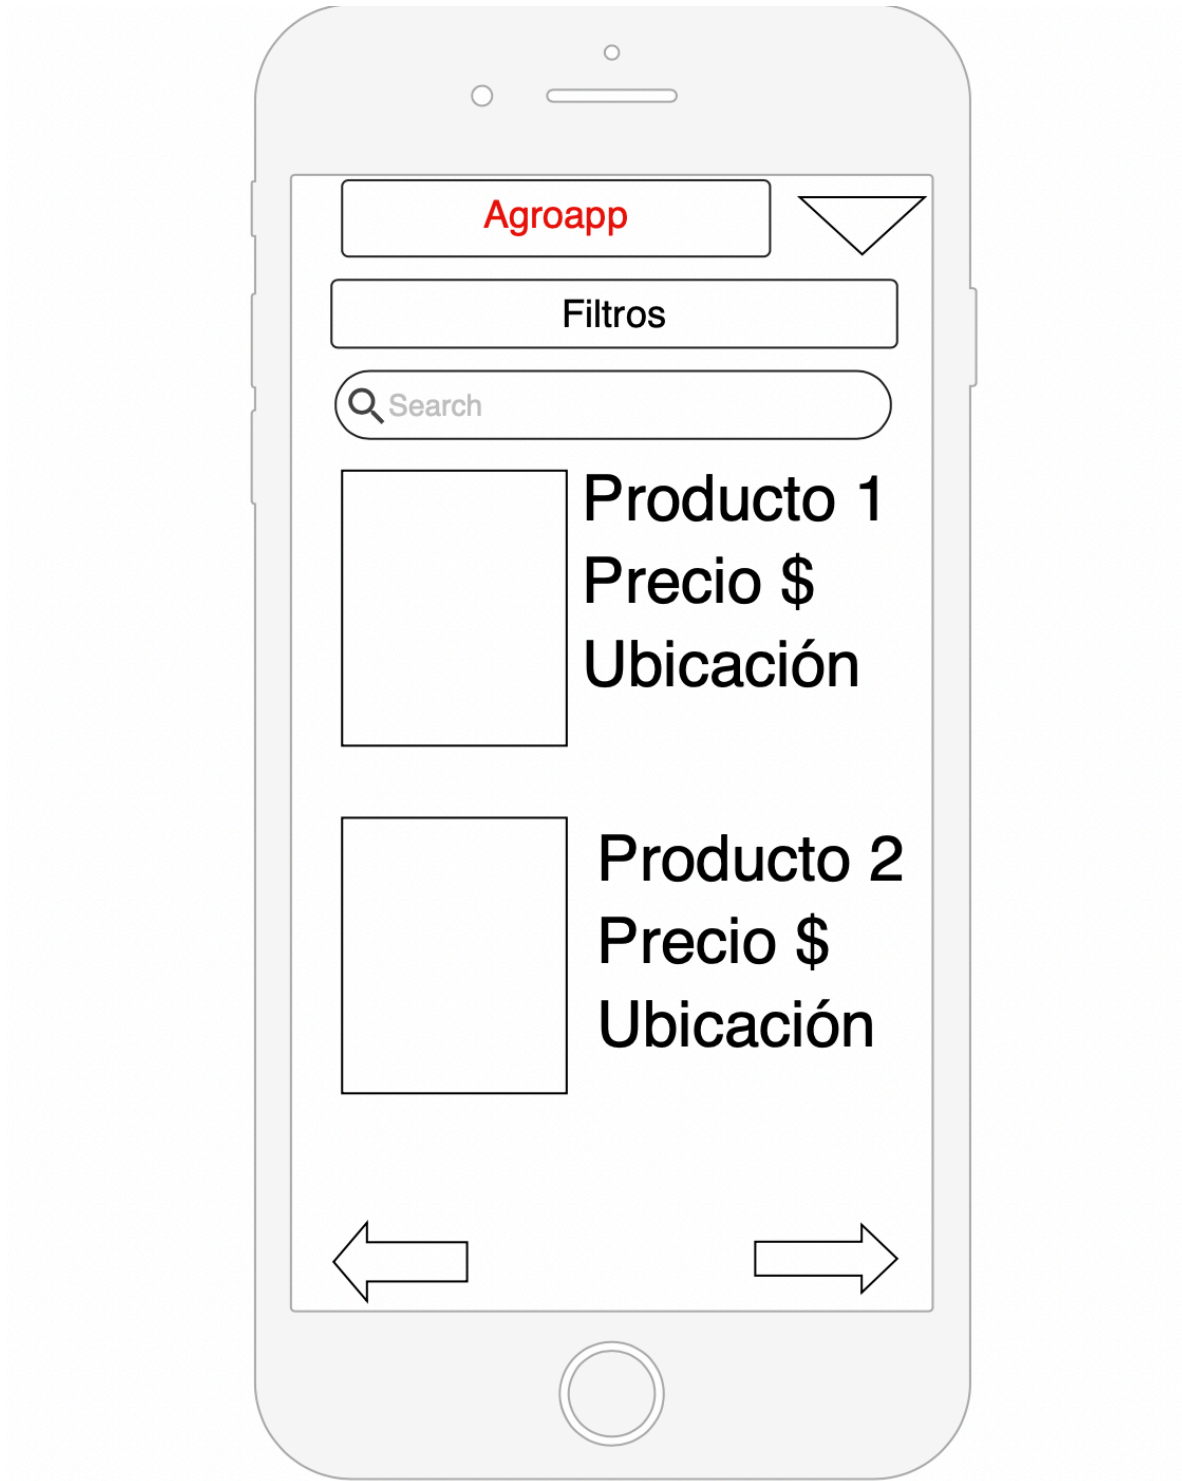 Agroapp
Filtros
Search
Producto 1
Precio $
Ubicación
Producto 2
Precio $
Ubicación